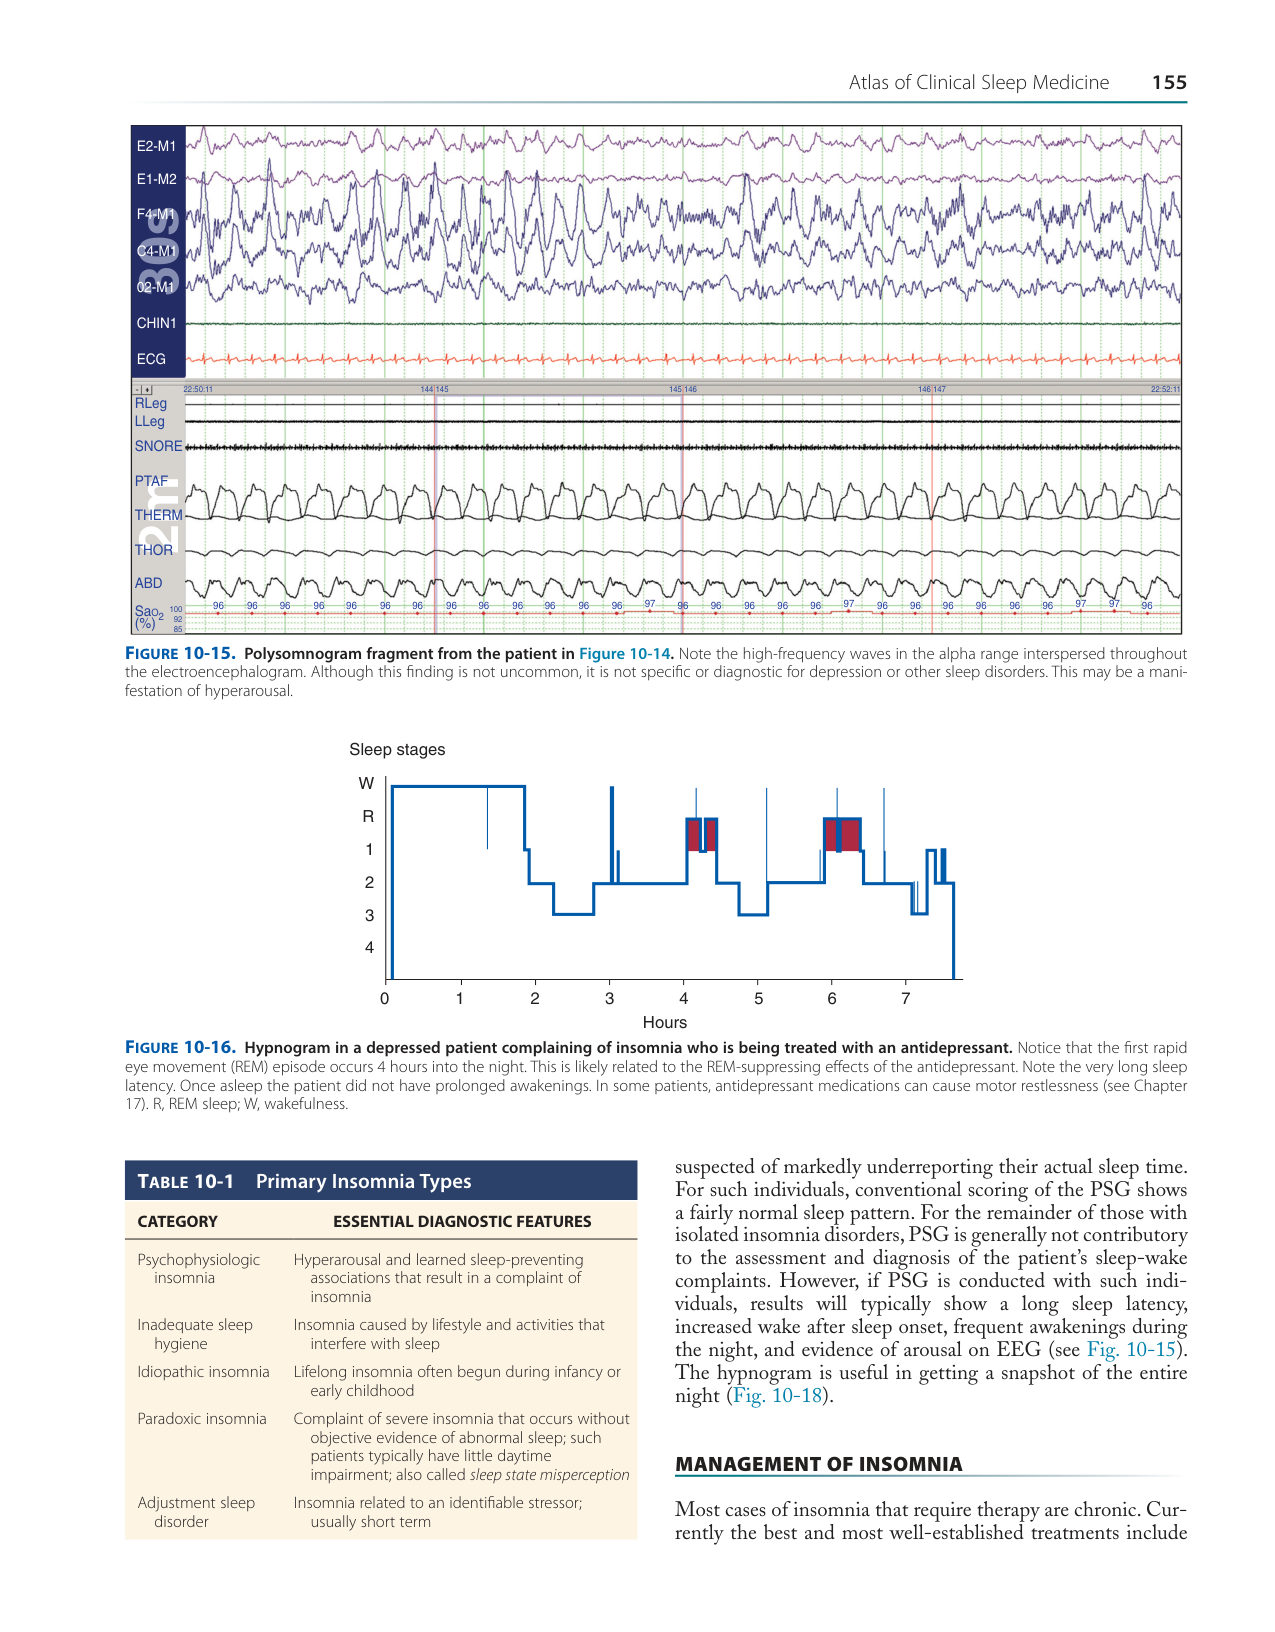 Atlas of Clinical Sleep Medicine 155
E2-M1
E1-M2
F4-M1
C4-M1
02-M1
30s
CHIN1
ECG
22:50:11 144 145 145 146 146 147 22:52:11
RLeg
LLeg
SNORE
PTAF
THERM
2m
THOR
ABD
96 96 96 96 96 96 96 96 96 96 96 96 96 97 96 96 96 96 96 97 96 96 96 96 96 96 97 97 96
Sao2 (%) 100 92 85
FIGURE 10-15. Polysomnogram fragment from the patient in Figure 10-14. Note the high-frequency waves in the alpha range interspersed throughout
the electroencephalogram. Although this finding is not uncommon, it is not specific or diagnostic for depression or other sleep disorders. This may be a mani-
festation of hyperarousal.
Sleep stages
W
R
1
2
3
4
0 1 2 3 4 5 6 7
Hours
FIGURE 10-16. Hypnogram in a depressed patient complaining of insomnia who is being treated with an antidepressant. Notice that the first rapid
eye movement (REM) episode occurs 4 hours into the night. This is likely related to the REM-suppressing effects of the antidepressant. Note the very long sleep
latency. Once asleep the patient did not have prolonged awakenings. In some patients, antidepressant medications can cause motor restlessness (see Chapter
17). R, REM sleep; W, wakefulness.
TABLE 10-1 Primary Insomnia Types
CATEGORY ESSENTIAL DIAGNOSTIC FEATURES
Psychophysiologic Hyperarousal and learned sleep-preventing
insomnia associations that result in a complaint of
insomnia
Inadequate sleep Insomnia caused by lifestyle and activities that
hygiene interfere with sleep
Idiopathic insomnia Lifelong insomnia often begun during infancy or
early childhood
Paradoxic insomnia Complaint of severe insomnia that occurs without
objective evidence of abnormal sleep; such
patients typically have little daytime
impairment; also called sleep state misperception
Adjustment sleep Insomnia related to an identifiable stressor;
disorder usually short term
suspected of markedly underreporting their actual sleep time.
For such individuals, conventional scoring of the PSG shows
a fairly normal sleep pattern. For the remainder of those with
isolated insomnia disorders, PSG is generally not contributory
to the assessment and diagnosis of the patient's sleep-wake
complaints. However, if PSG is conducted with such indi-
viduals, results will typically show a long sleep latency,
increased wake after sleep onset, frequent awakenings during
the night, and evidence of arousal on EEG (see Fig. 10-15).
The hypnogram is useful in getting a snapshot of the entire
night (Fig. 10-18).
MANAGEMENT OF INSOMNIA
Most cases of insomnia that require therapy are chronic. Cur-
rently the best and most well-established treatments include